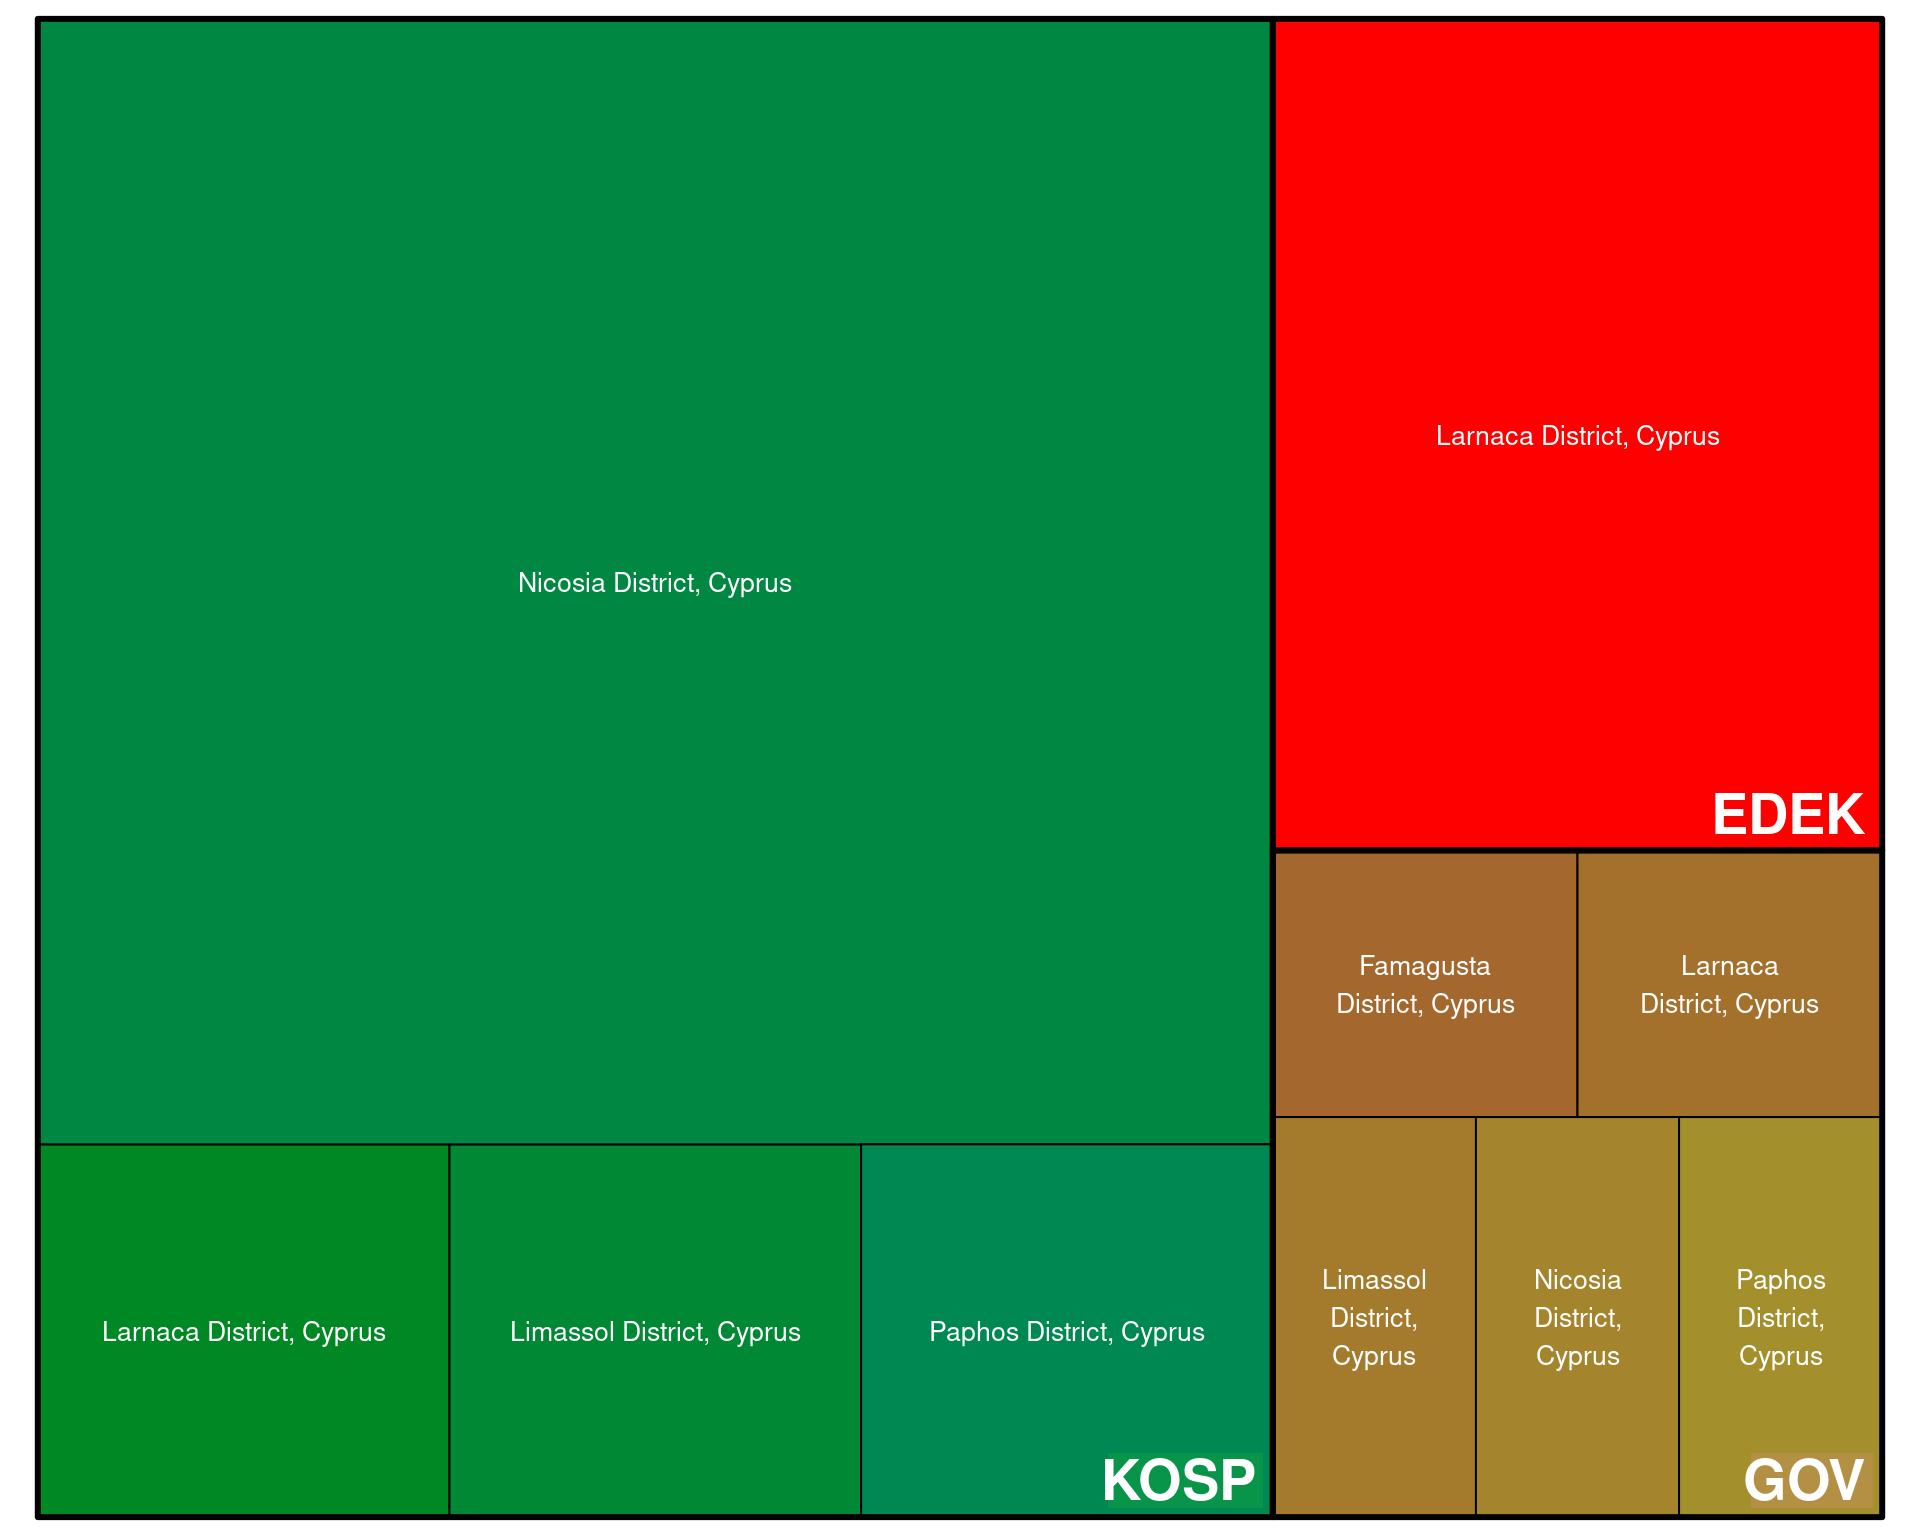 Nicosia District, Cyprus
Larnaca District, Cyprus
Limassol District, Cyprus
Paphos District, Cyprus
KOSP
Larnaca District, Cyprus
EDEK
Famagusta
District, Cyprus
Larnaca
District, Cyprus
Limassol
District,
Cyprus
Nicosia
District,
Cyprus
Paphos
District,
Cyprus
GOV